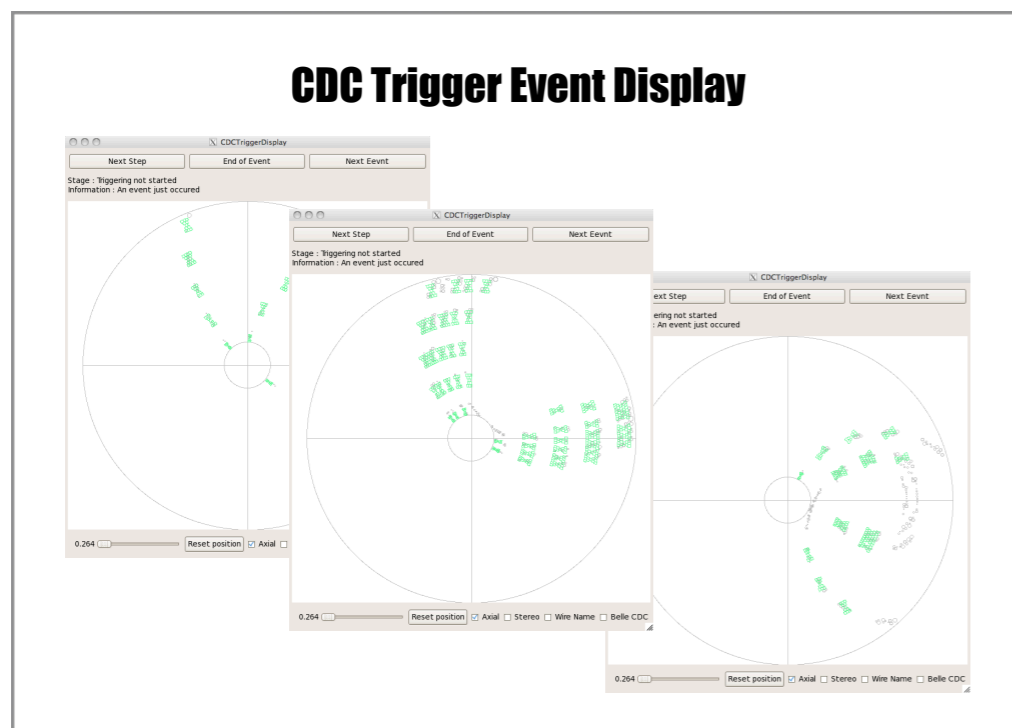 CDC Trigger Event Display
CDCTriggerDisplay
Next Step End of Event Next Eevnt
Stage : Triggering not started
Information : An event just occured
0.264 Reset position Axial
CDCTriggerDisplay
Next Step End of Event Next Eevnt
Stage : Triggering not started
Information : An event just occured
0.264 Reset position Axial Stereo Wire Name Belle CDC
CDCTriggerDisplay
ext Step End of Event Next Eevnt
ering not started
: An event just occured
0.264 Reset position Axial Stereo Wire Name Belle CDC